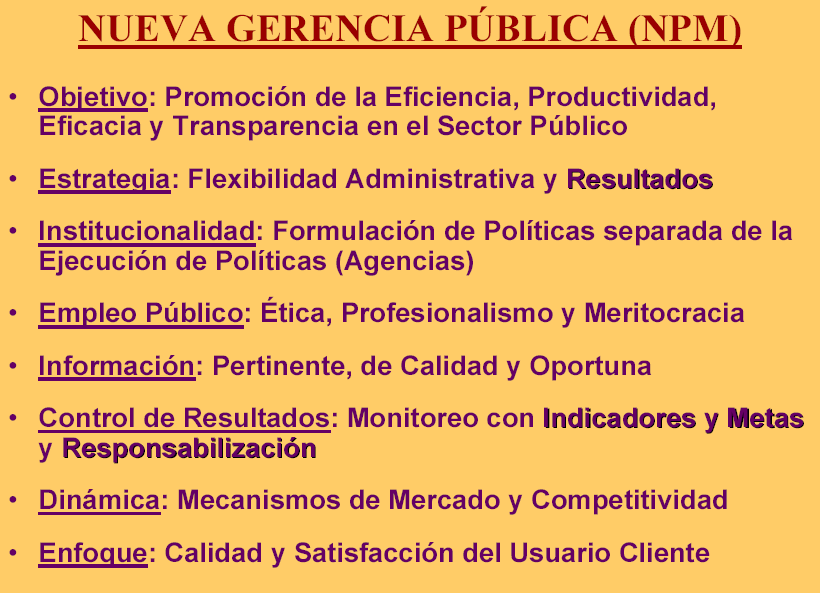 NUEVA GERENCIA PÚBLICA (NPM)
• Objetivo: Promoción de la Eficiencia, Productividad,
Eficacia y Transparencia en el Sector Público
• Estrategia: Flexibilidad Administrativa y Resultados
• Institucionalidad: Formulación de Políticas separada de la
Ejecución de Políticas (Agencias)
• Empleo Público: Ética, Profesionalismo y Meritocracia
• Información: Pertinente, de Calidad y Oportuna
• Control de Resultados: Monitoreo con Indicadores y Metas
y Responsabilización
• Dinámica: Mecanismos de Mercado y Competitividad
• Enfoque: Calidad y Satisfacción del Usuario Cliente